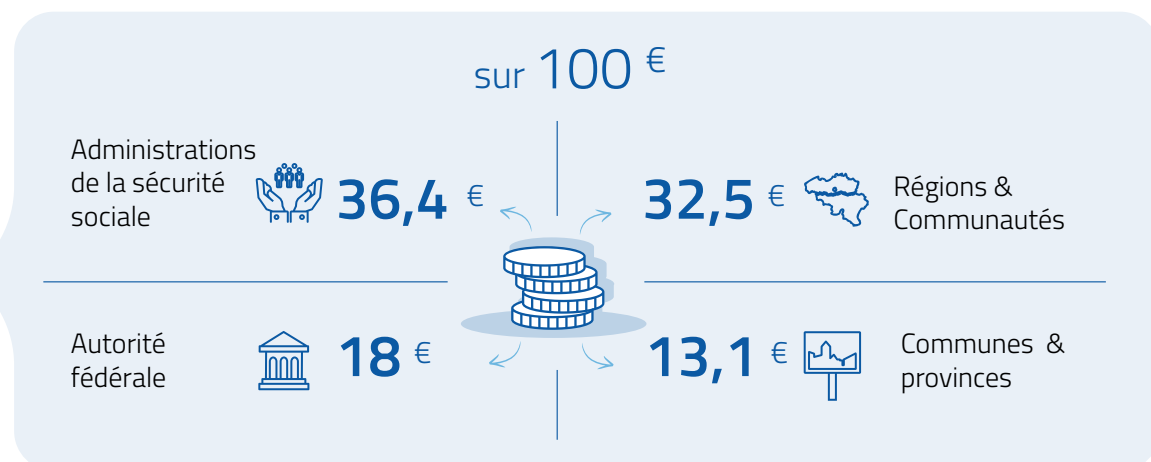 sur 100 €
Administrations
de la sécurité
sociale
36,4 €
32,5 €
Régions &
Communautés
Autorité
fédérale
18 €
13,1 €
Communes &
provinces